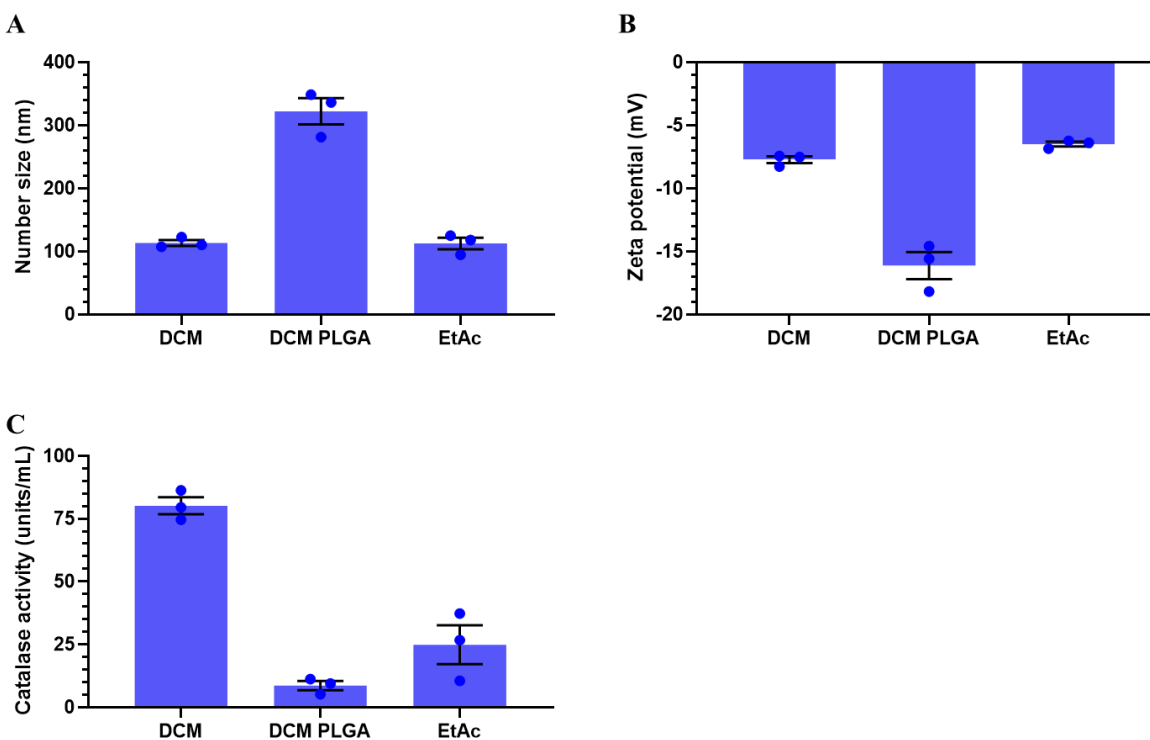 A
Number size (nm)
400
300
200
100
0
DCM
DCM PLGA
EtAc
B
Zeta potential (mV)
0
-5
-10
-15
-20
DCM
DCM PLGA
EtAc
C
Catalase activity (units/mL)
100
75
50
25
0
DCM
DCM PLGA
EtAc